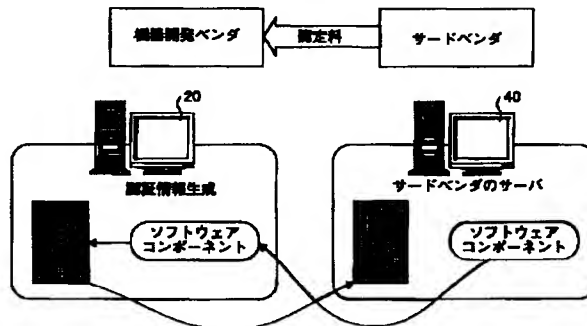 機器開発ベンダ
サードベンダ
20
40
認証情報生成
サードベンダのサーバ
ソフトウェア
コンポーネント
ソフトウェア
コンポーネント